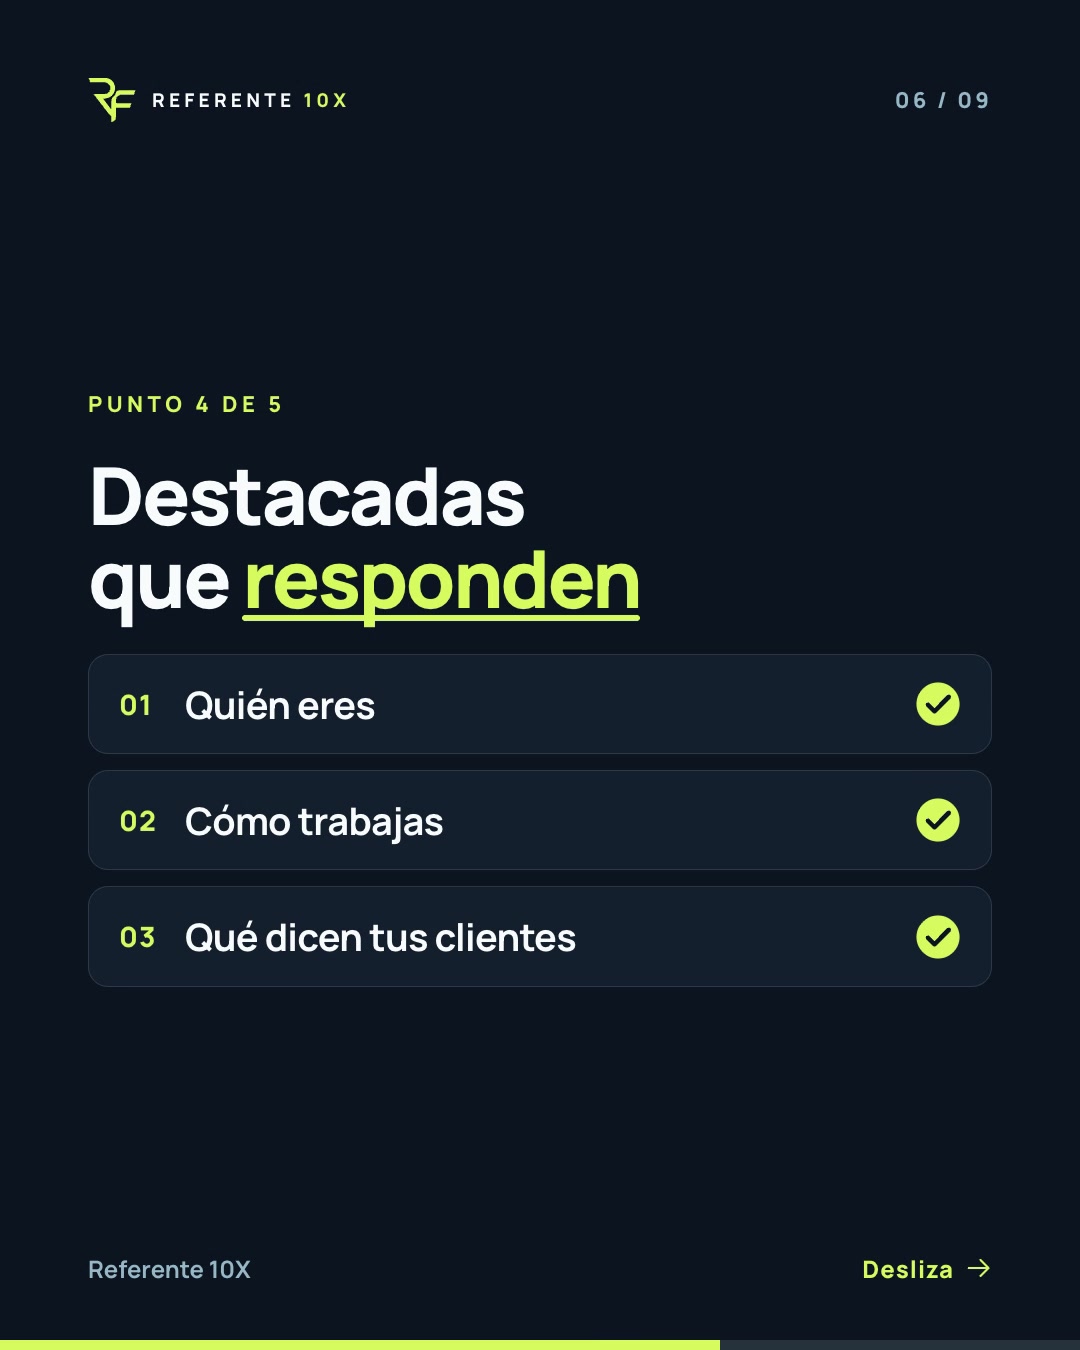 REFERENTE 10X
06 / 09
PUNTO 4 DE 5
Destacadas
que responden
01 Quién eres
02 Cómo trabajas
03 Qué dicen tus clientes
Referente 10X
Desliza →